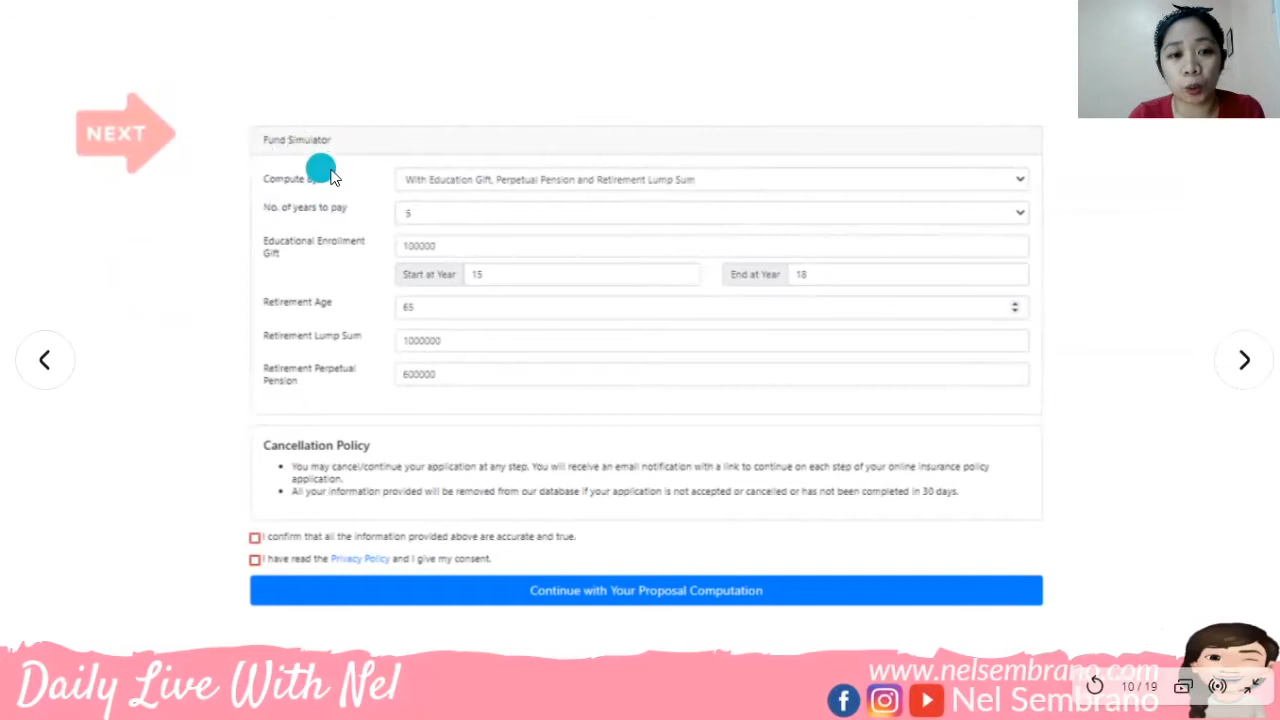 NEXT
Fund Simulator
Compute
With Education Gift, Perpetual Pension and Retirement Lump Sum
No. of years to pay
5
Educational Enrollment
Gift
100000
Start at Year
15
End at Year
18
Retirement Age
65
Retirement Lump Sum
1000000
Retirement Perpetual
Pension
600000
Cancellation Policy
You may cancel/continue your application at any step. You will receive an email notification with a link to continue on each step of your online insurance policy
application.
All your information provided will be removed from our database if your application is not accepted or cancelled or has not been completed in 30 days.
I confirm that all the information provided above are accurate and true.
I have read the Privacy Policy and I give my consent.
Continue with Your Proposal Computation
Daily Live With Nel
www.nelsembrano.com
Nel Sembrano
10/19